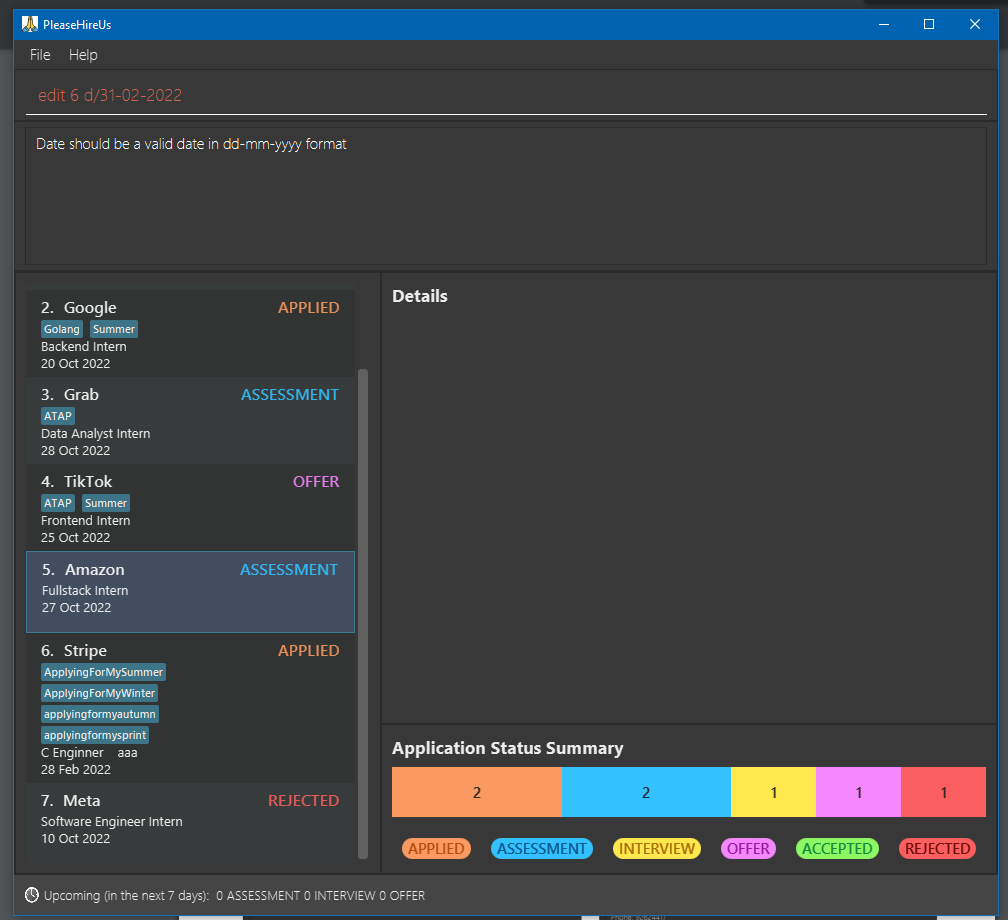 PleaseHireUs
File Help
edit 6 d/31-02-2022
Date should be a valid date in dd-mm-yyyy format
2. Google APPLIED
Golang Summer
Backend Intern
20 Oct 2022
3. Grab ASSESSMENT
ATAP
Data Analyst Intern
28 Oct 2022
4. TikTok OFFER
ATAP Summer
Frontend Intern
25 Oct 2022
5. Amazon ASSESSMENT
Fullstack Intern
27 Oct 2022
6. Stripe APPLIED
ApplyingForMySummer
ApplyingForMyWinter
applyingformyautumn
applyingformysprint
C Enginner aaa
28 Feb 2022
7. Meta REJECTED
Software Engineer Intern
10 Oct 2022
Details
Application Status Summary
2 2 1 1 1
APPLIED ASSESSMENT INTERVIEW OFFER ACCEPTED REJECTED
Upcoming (in the next 7 days): 0 ASSESSMENT 0 INTERVIEW 0 OFFER